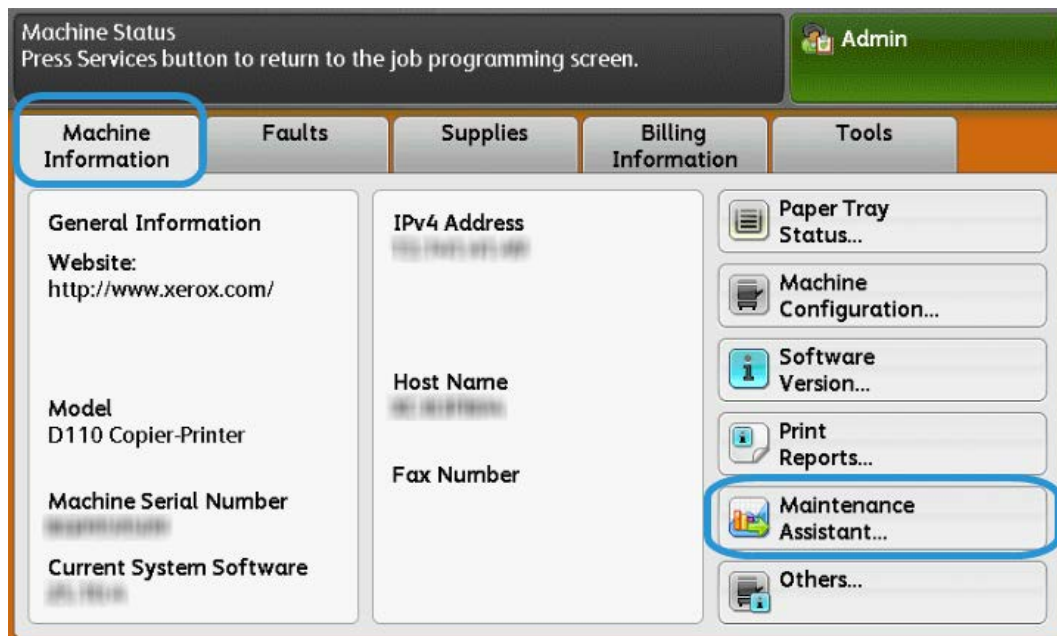 Machine Status
Press Services button to return to the job programming screen.
Admin
Machine
Information
Faults
Supplies
Billing
Information
Tools
General Information
Website:
http://www.xerox.com/
Model
D110 Copier-Printer
Machine Serial Number
Current System Software
IPv4 Address
Host Name
Fax Number
Paper Tray
Status...
Machine
Configuration...
Software
Version...
Print
Reports...
Maintenance
Assistant...
Others...